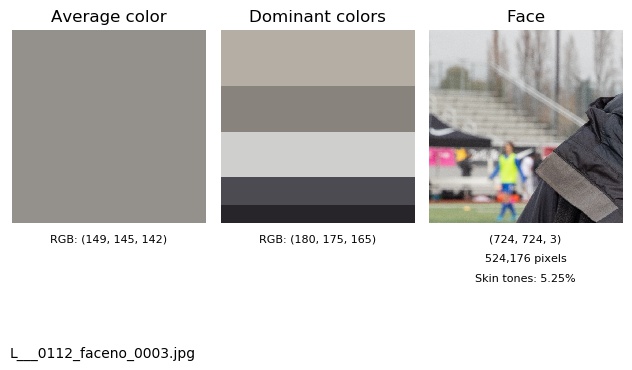 Average color
Dominant colors
Face
RGB: (149, 145, 142)
RGB: (180, 175, 165)
(724, 724, 3)
524,176 pixels
Skin tones: 5.25%
L___0112_faceno_0003.jpg